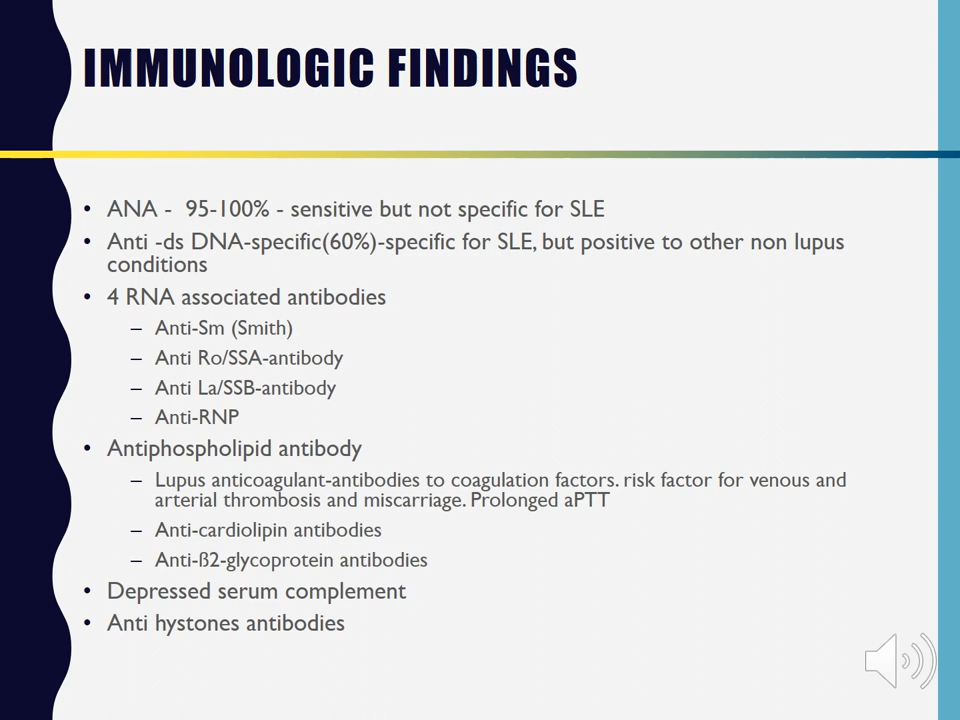 IMMUNOLOGIC FINDINGS
• ANA -  95-100% - sensitive but not specific for SLE
• Anti -ds DNA-specific(60%)-specific for SLE, but positive to other non lupus
conditions
• 4 RNA associated antibodies
– Anti-Sm (Smith)
– Anti Ro/SSA-antibody
– Anti La/SSB-antibody
– Anti-RNP
• Antiphospholipid antibody
– Lupus anticoagulant-antibodies to coagulation factors. risk factor for venous and
arterial thrombosis and miscarriage. Prolonged aPTT
– Anti-cardiolipin antibodies
– Anti-ß2-glycoprotein antibodies
• Depressed serum complement
• Anti hystones antibodies